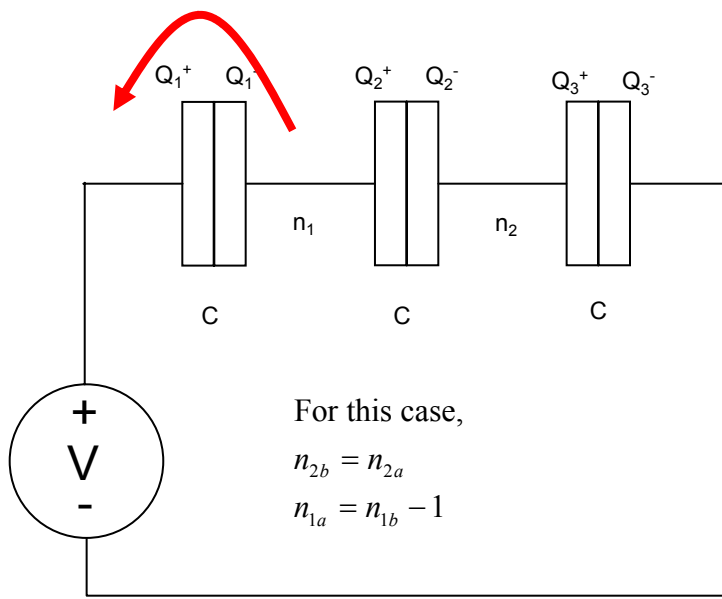 Q₁⁺ Q₁⁻ Q₂⁺ Q₂⁻ Q₃⁺ Q₃⁻
n₁ n₂
C C C
For this case,
n₂b = n₂a
n₁a = n₁b − 1
+
V
-